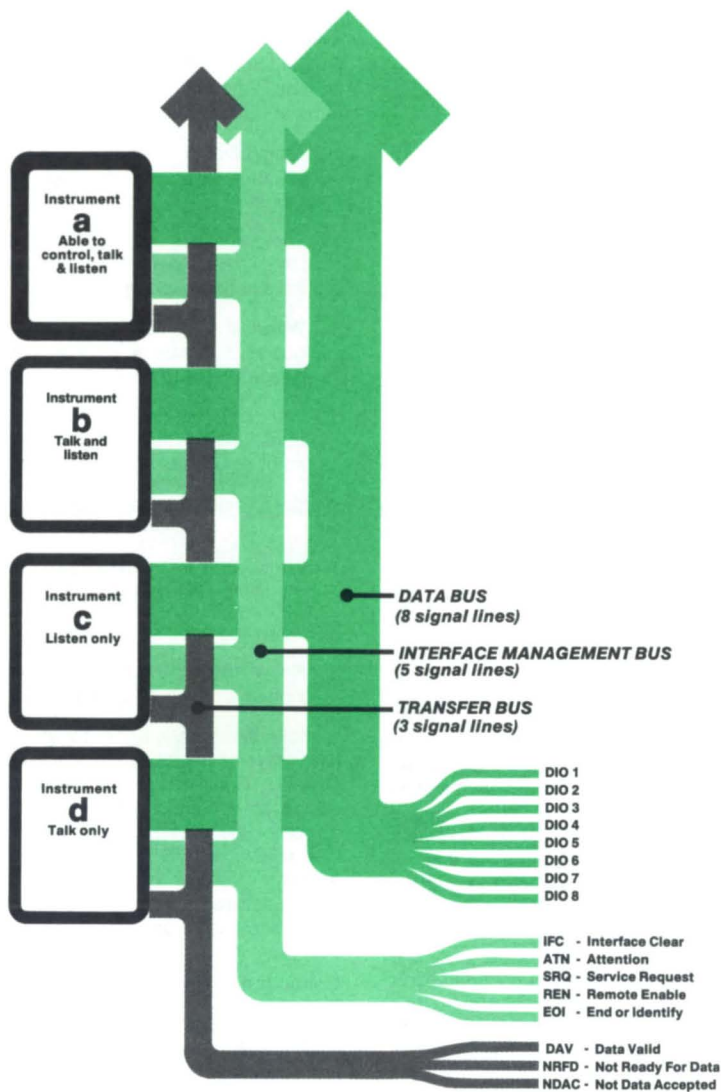 Instrument
a
Able to
control, talk
& listen
Instrument
b
Talk and
listen
Instrument
c
Listen only
Instrument
d
Talk only
DATA BUS
(8 signal lines)
INTERFACE MANAGEMENT BUS
(5 signal lines)
TRANSFER BUS
(3 signal lines)
DIO 1
DIO 2
DIO 3
DIO 4
DIO 5
DIO 6
DIO 7
DIO 8
IFC - Interface Clear
ATN - Attention
SRQ - Service Request
REN - Remote Enable
EOI - End or Identify
DAV - Data Valid
NRFD - Not Ready For Data
NDAC - Not Data Accepted